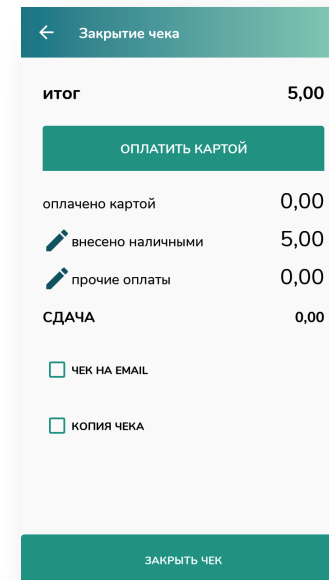 Закрытие чека
ИТОГ 5,00
ОПЛАТИТЬ КАРТОЙ
оплачено картой 0,00
внесено наличными 5,00
прочие оплаты 0,00
СДАЧА 0,00
ЧЕК НА EMAIL
КОПИЯ ЧЕКА
ЗАКРЫТЬ ЧЕК